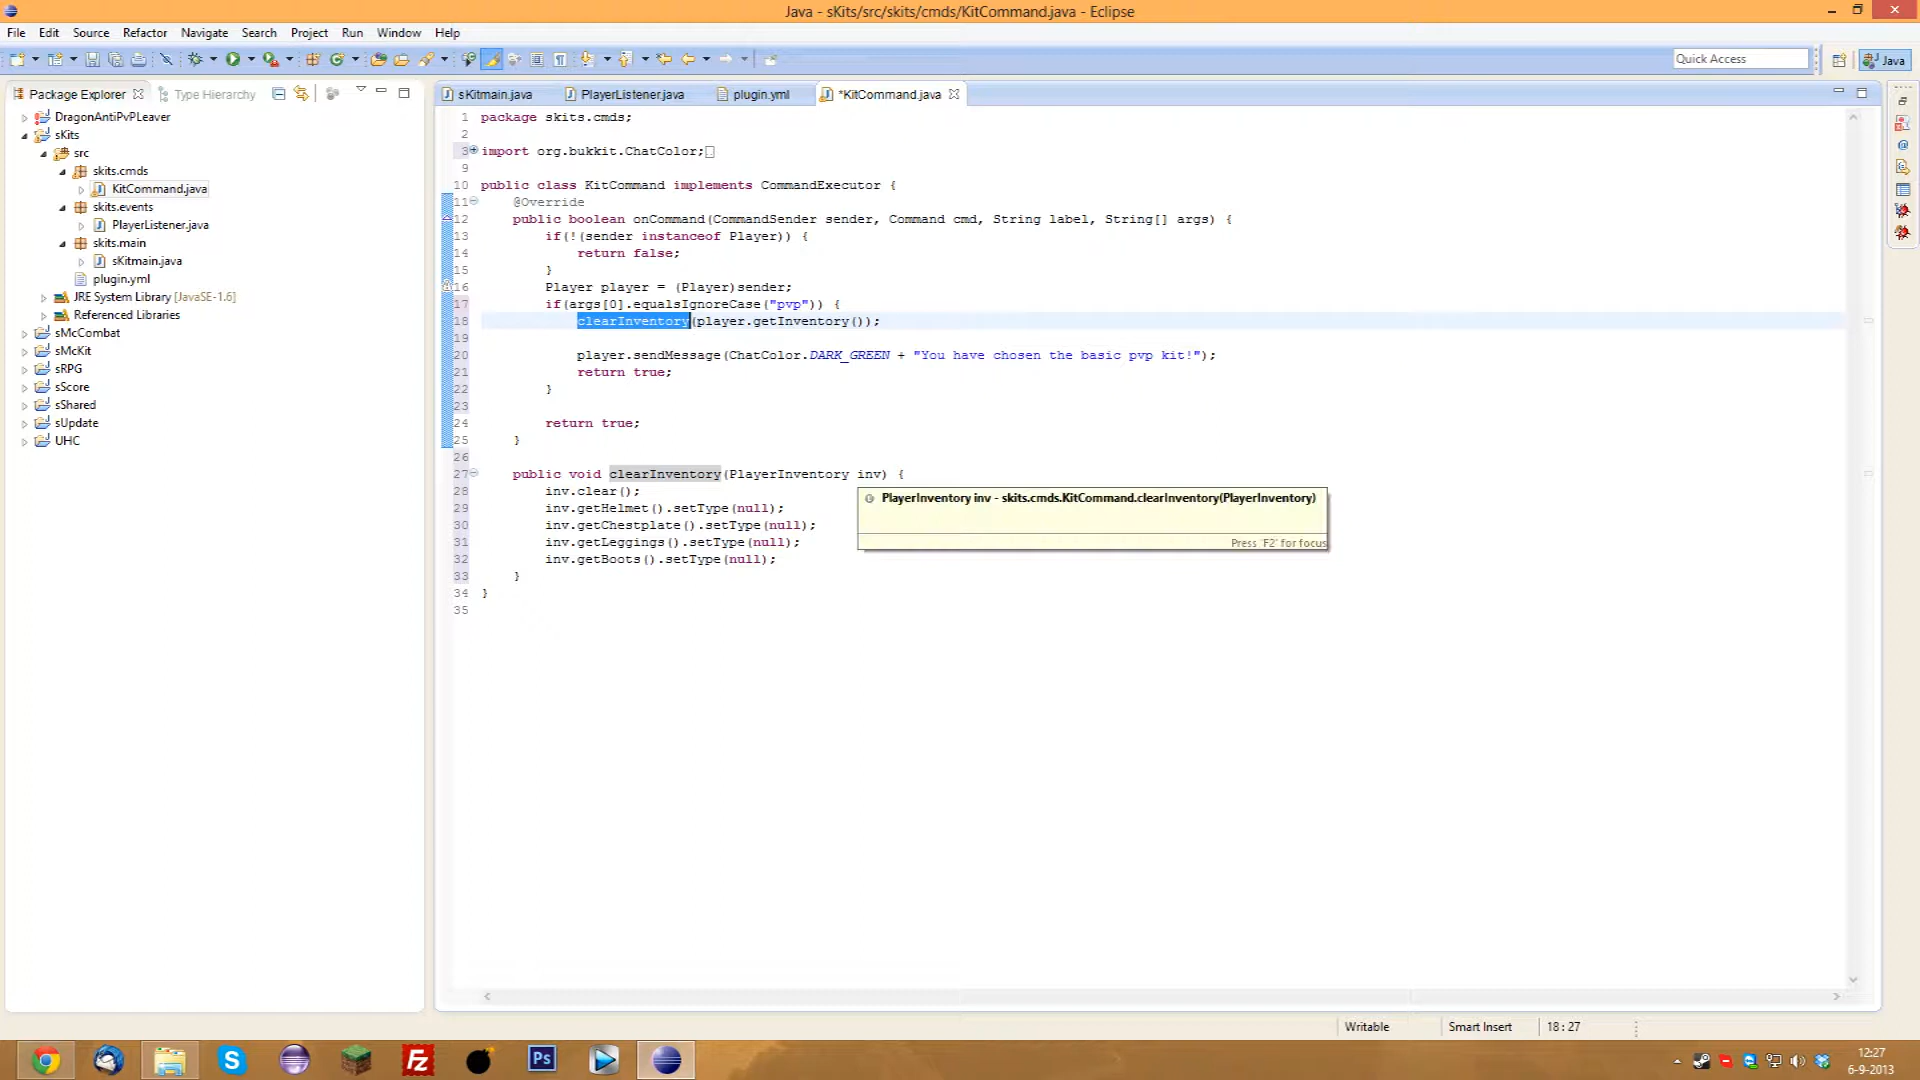 Java - sKits/src/skits/cmds/KitCommand.java - Eclipse
File Edit Source Refactor Navigate Search Project Run Window Help
Quick Access
Java
Package Explorer
Type Hierarchy
DragonAntiPvPLeaver
sKits
src
skits.cmds
KitCommand.java
skits.events
PlayerListener.java
skits.main
sKitmain.java
plugin.yml
JRE System Library [JavaSE-1.6]
Referenced Libraries
sMcCombat
sMcKit
sRPG
sScore
sShared
sUpdate
UHC
sKitmain.java
PlayerListener.java
plugin.yml
*KitCommand.java
1 package skits.cmds;
2
3 import org.bukkit.ChatColor;
9
10 public class KitCommand implements CommandExecutor {
11 @Override
12 public boolean onCommand(CommandSender sender, Command cmd, String label, String[] args) {
13 if(!(sender instanceof Player)) {
14 return false;
15 }
16 Player player = (Player)sender;
17 if(args[0].equalsIgnoreCase("pvp")) {
18 clearInventory(player.getInventory());
19
20 player.sendMessage(ChatColor.DARK_GREEN + "You have chosen the basic pvp kit!");
21 return true;
22 }
23
24 return true;
25 }
26
27 public void clearInventory(PlayerInventory inv) {
28 inv.clear();
29 inv.getHelmet().setType(null);
30 inv.getChestplate().setType(null);
31 inv.getLeggings().setType(null);
32 inv.getBoots().setType(null);
33 }
34 }
35
PlayerInventory inv - skits.cmds.KitCommand.clearInventory(PlayerInventory)
Press 'F2' for focus
Writable
Smart Insert
18 : 27
S
Fz
Ps
12:27
6-9-2013